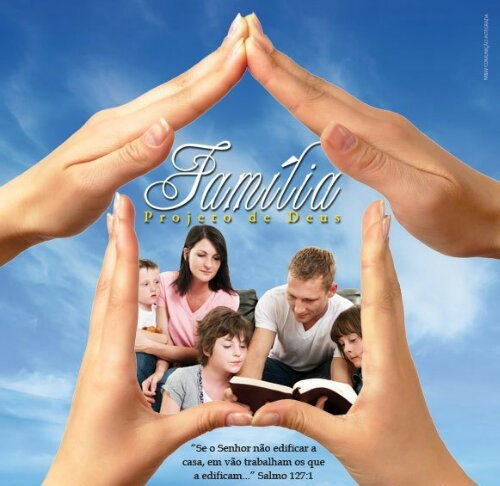 Família
Projeto de Deus
"Se o Senhor não edificar a
casa, em vão trabalham os que
a edificam..." Salmo 127:1